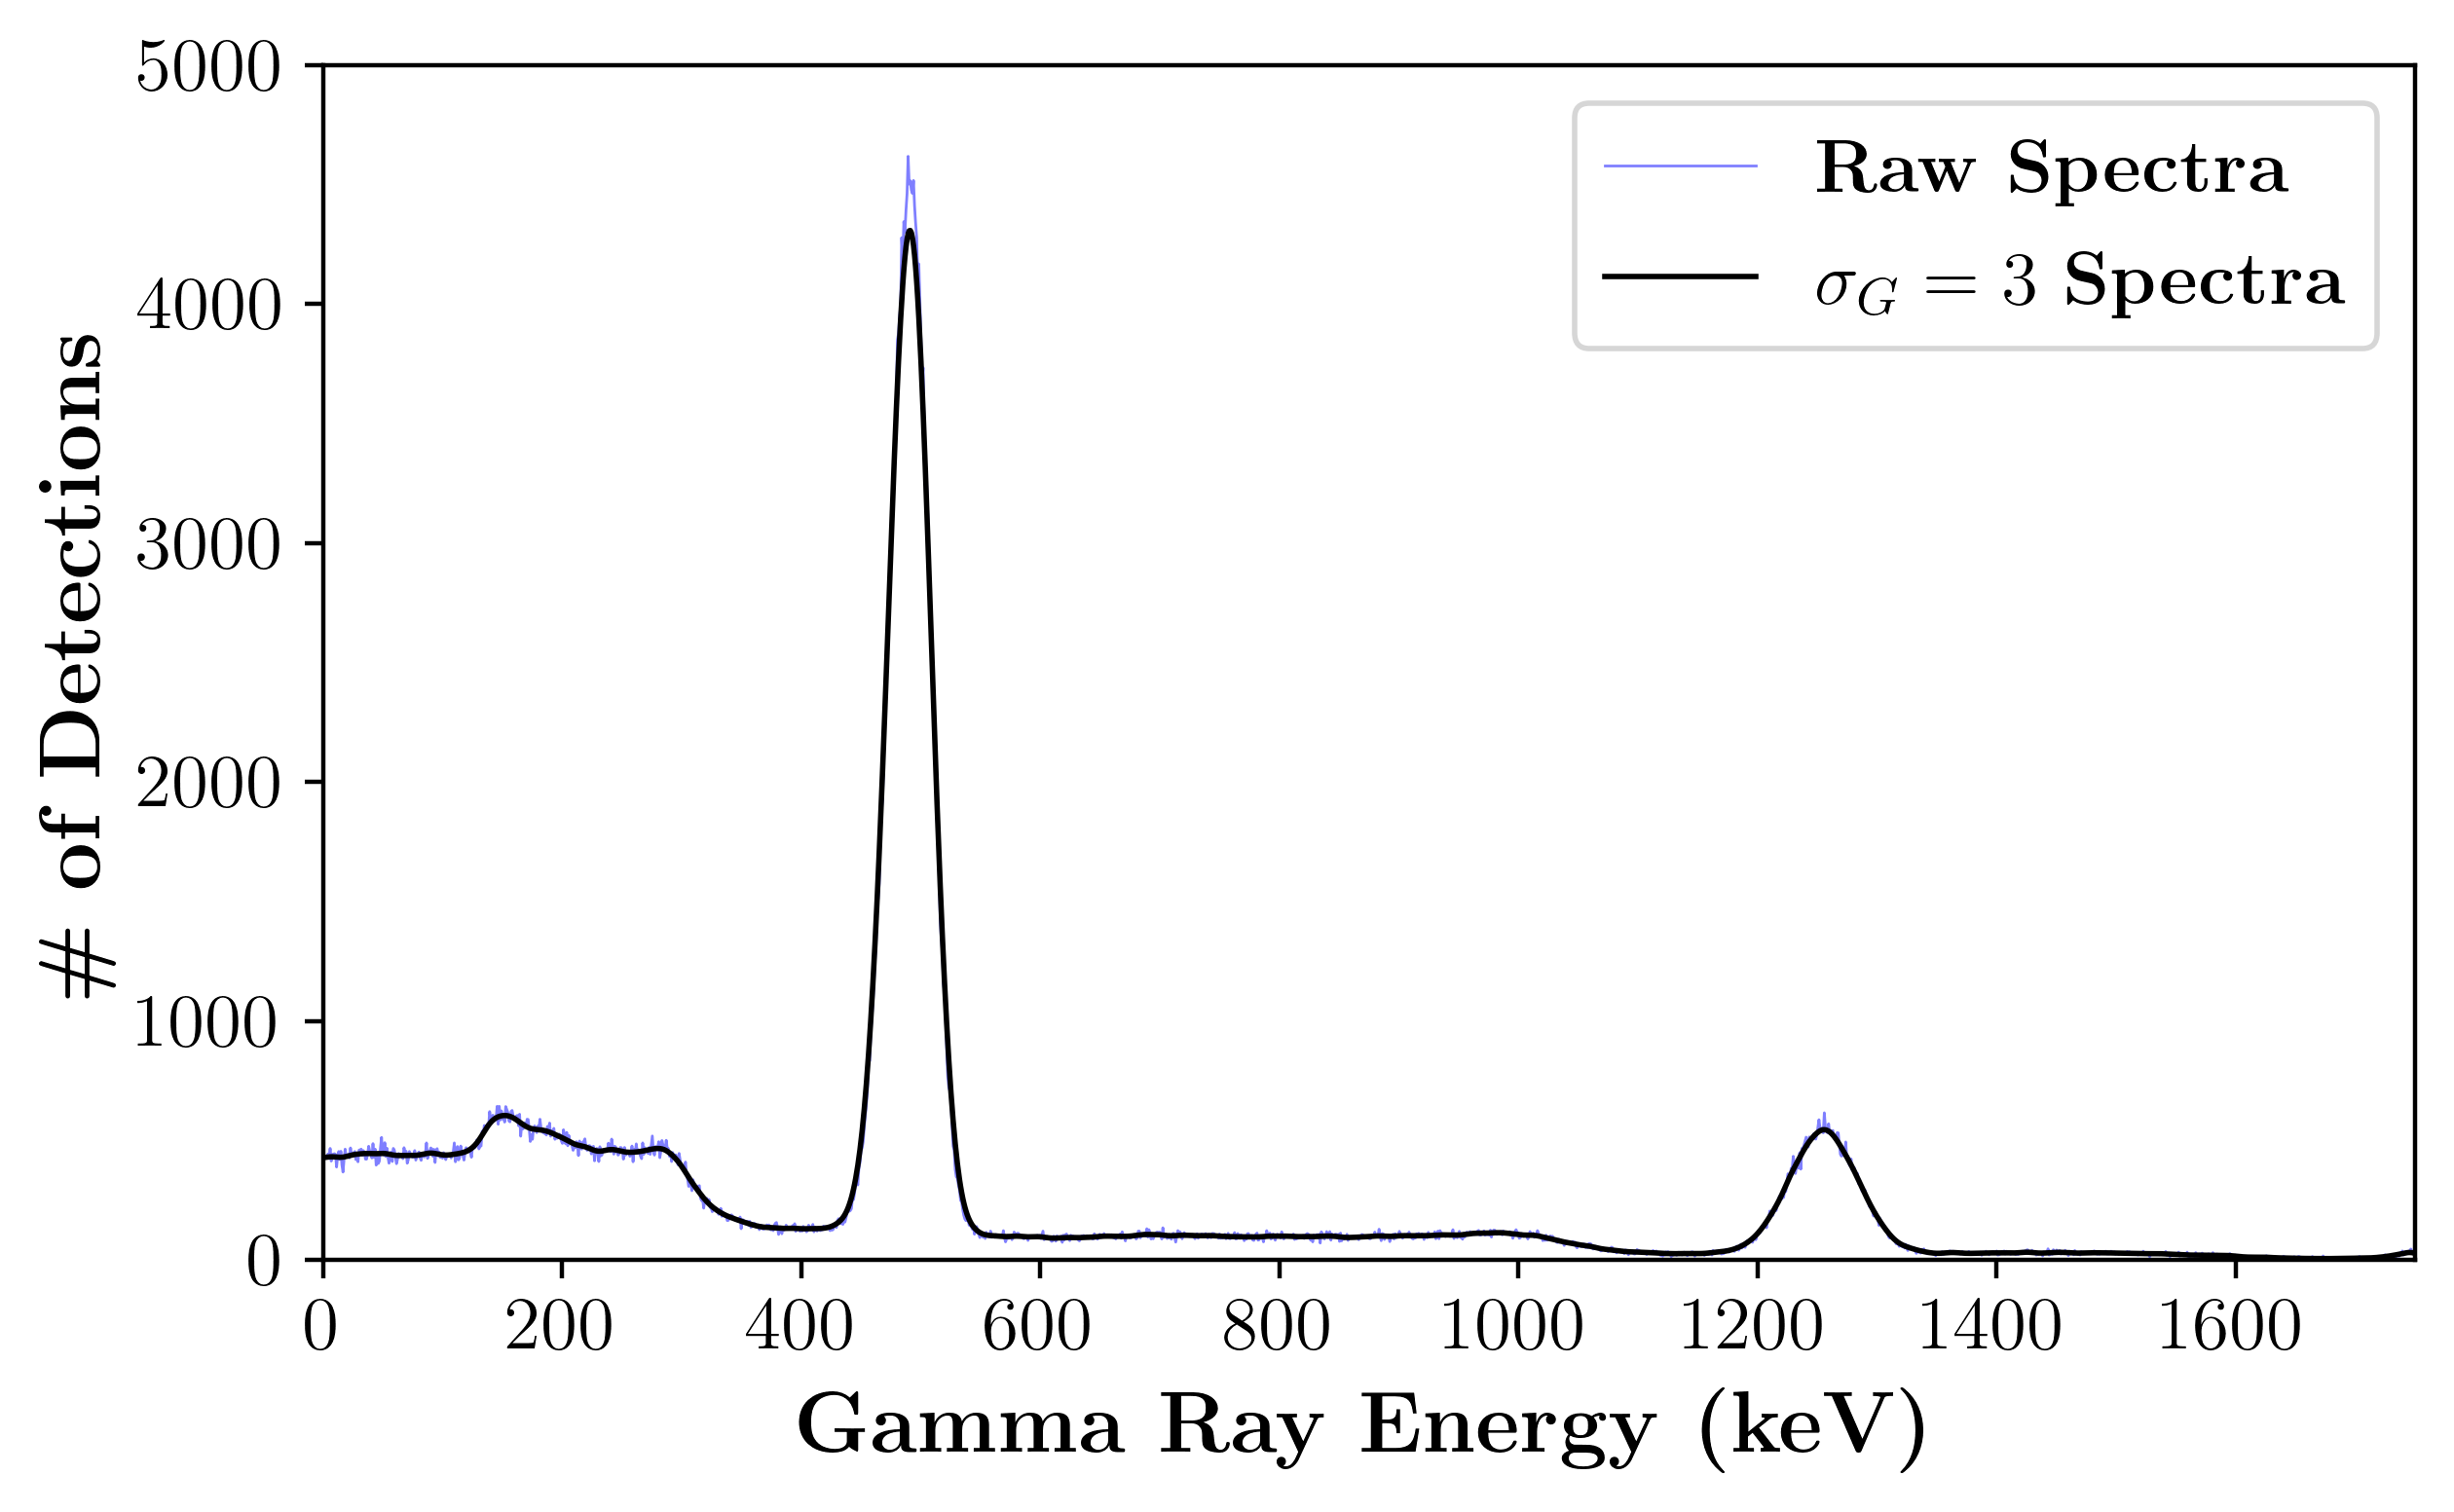 5000
4000
3000
2000
1000
0
# of Detections
Raw Spectra
σ_G = 3 Spectra
0 200 400 600 800 1000 1200 1400 1600
Gamma Ray Energy (keV)